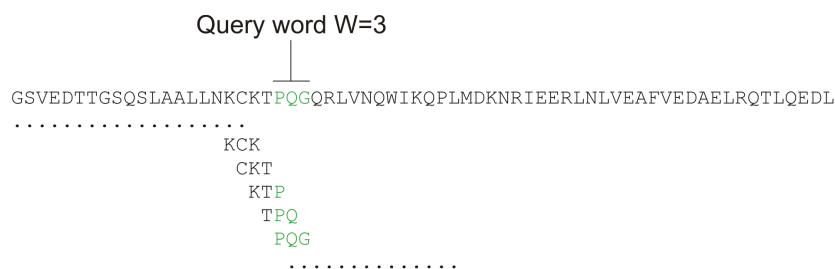 Query word W=3
GSVEDTTGSQSLAALLNKCKTPQGQRLVNQWIKQPLMDKNRIEERLNLVEAFVEDAELRQTLQEDL
...................
KCK
CKT
KTP
TPQ
PQG
..............